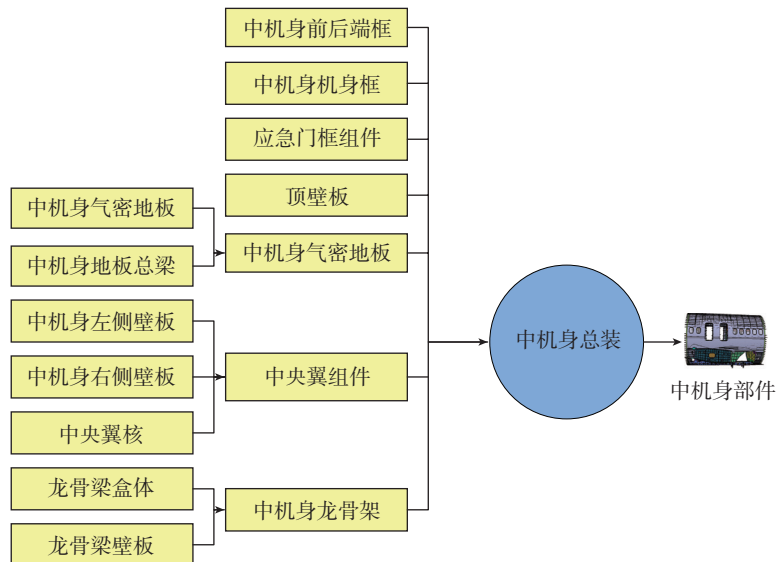 中机身前后端框
中机身机身框
应急门框组件
顶壁板
中机身气密地板
中机身气密地板
中机身地板总梁
中机身左侧壁板
中机身右侧壁板
中央翼核
中央翼组件
龙骨梁盒体
龙骨梁壁板
中机身龙骨架
中机身总装
中机身部件